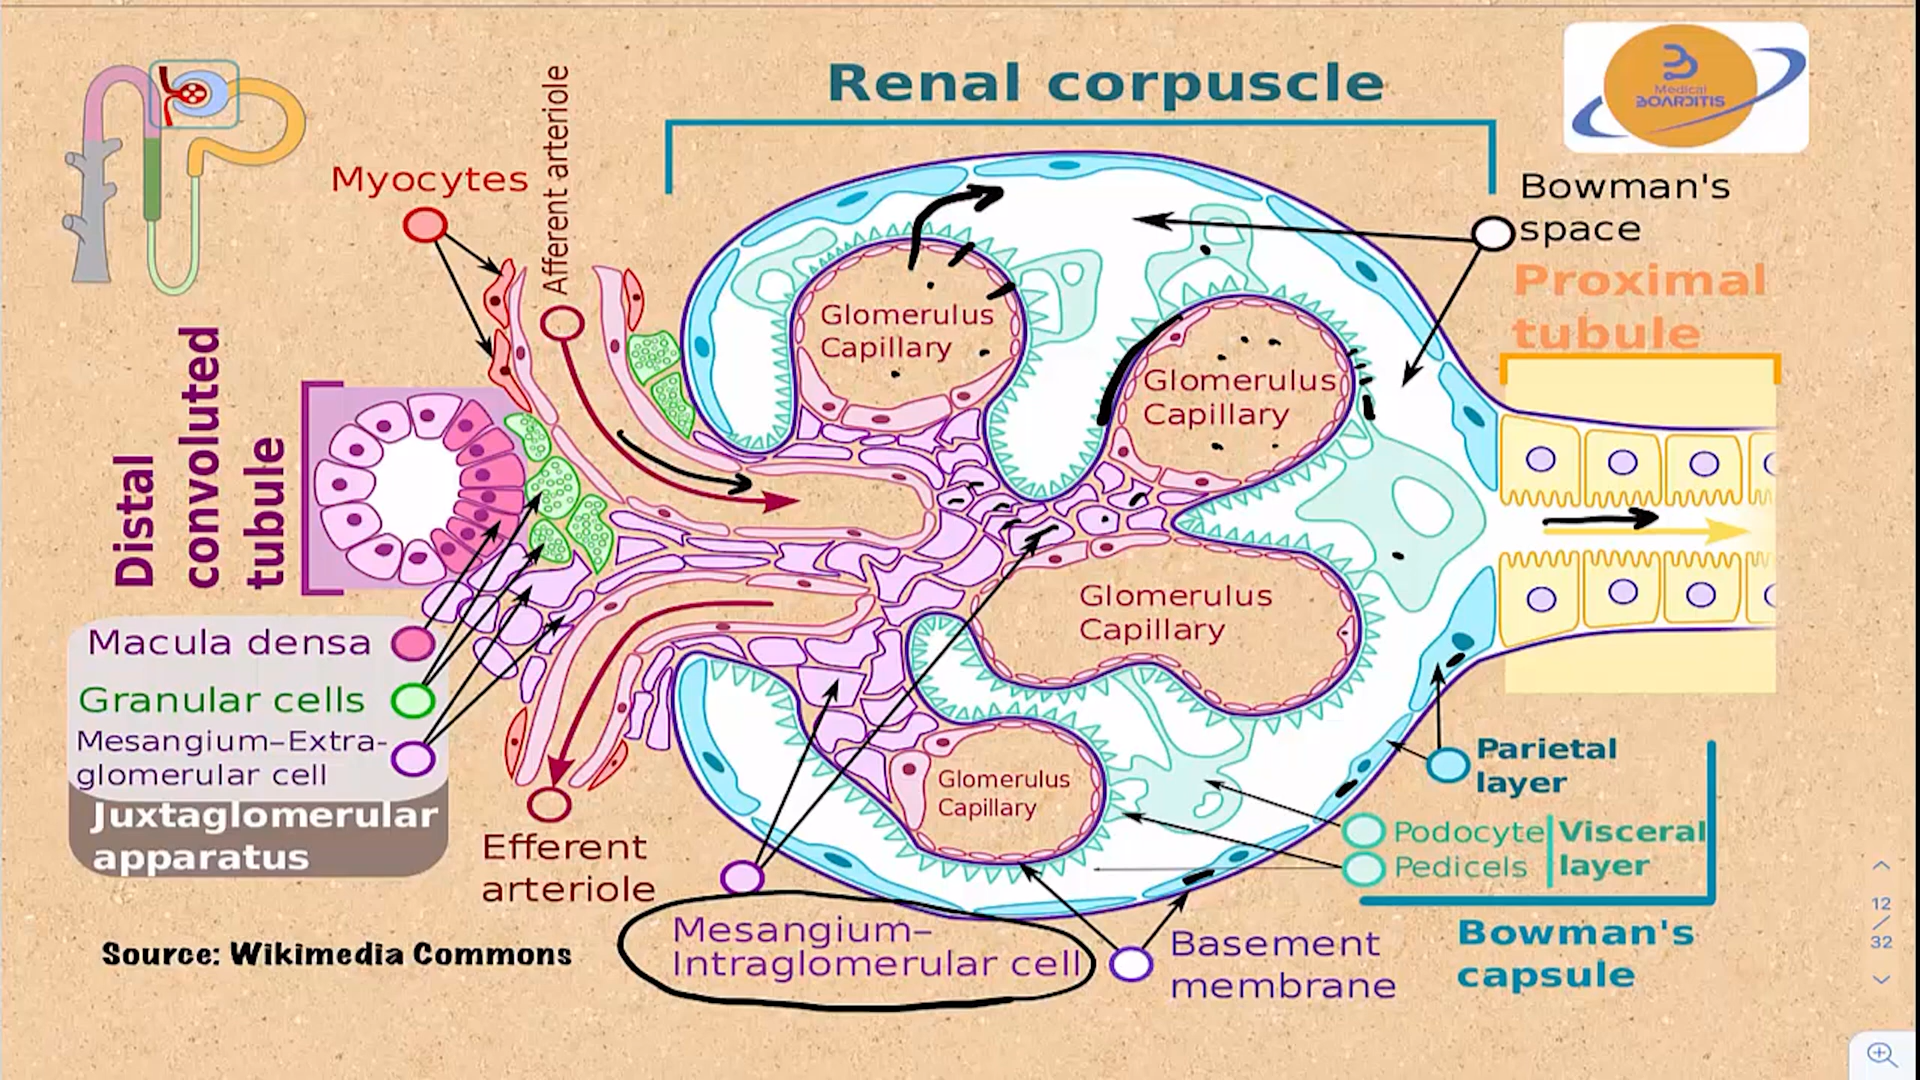 Renal corpuscle
Medical
BOARDITIS
Afferent arteriole
Myocytes
Bowman's
space
Proximal
tubule
Glomerulus
Capillary
Glomerulus
Capillary
Distal
convoluted
tubule
Glomerulus
Capillary
Macula densa
Granular cells
Mesangium–Extra-
glomerular cell
Juxtaglomerular
apparatus
Glomerulus
Capillary
Parietal
layer
Podocyte
Pedicels
Visceral
layer
Efferent
arteriole
Mesangium–
Intraglomerular cell
Basement
membrane
Bowman's
capsule
Source: Wikimedia Commons
12
/
32